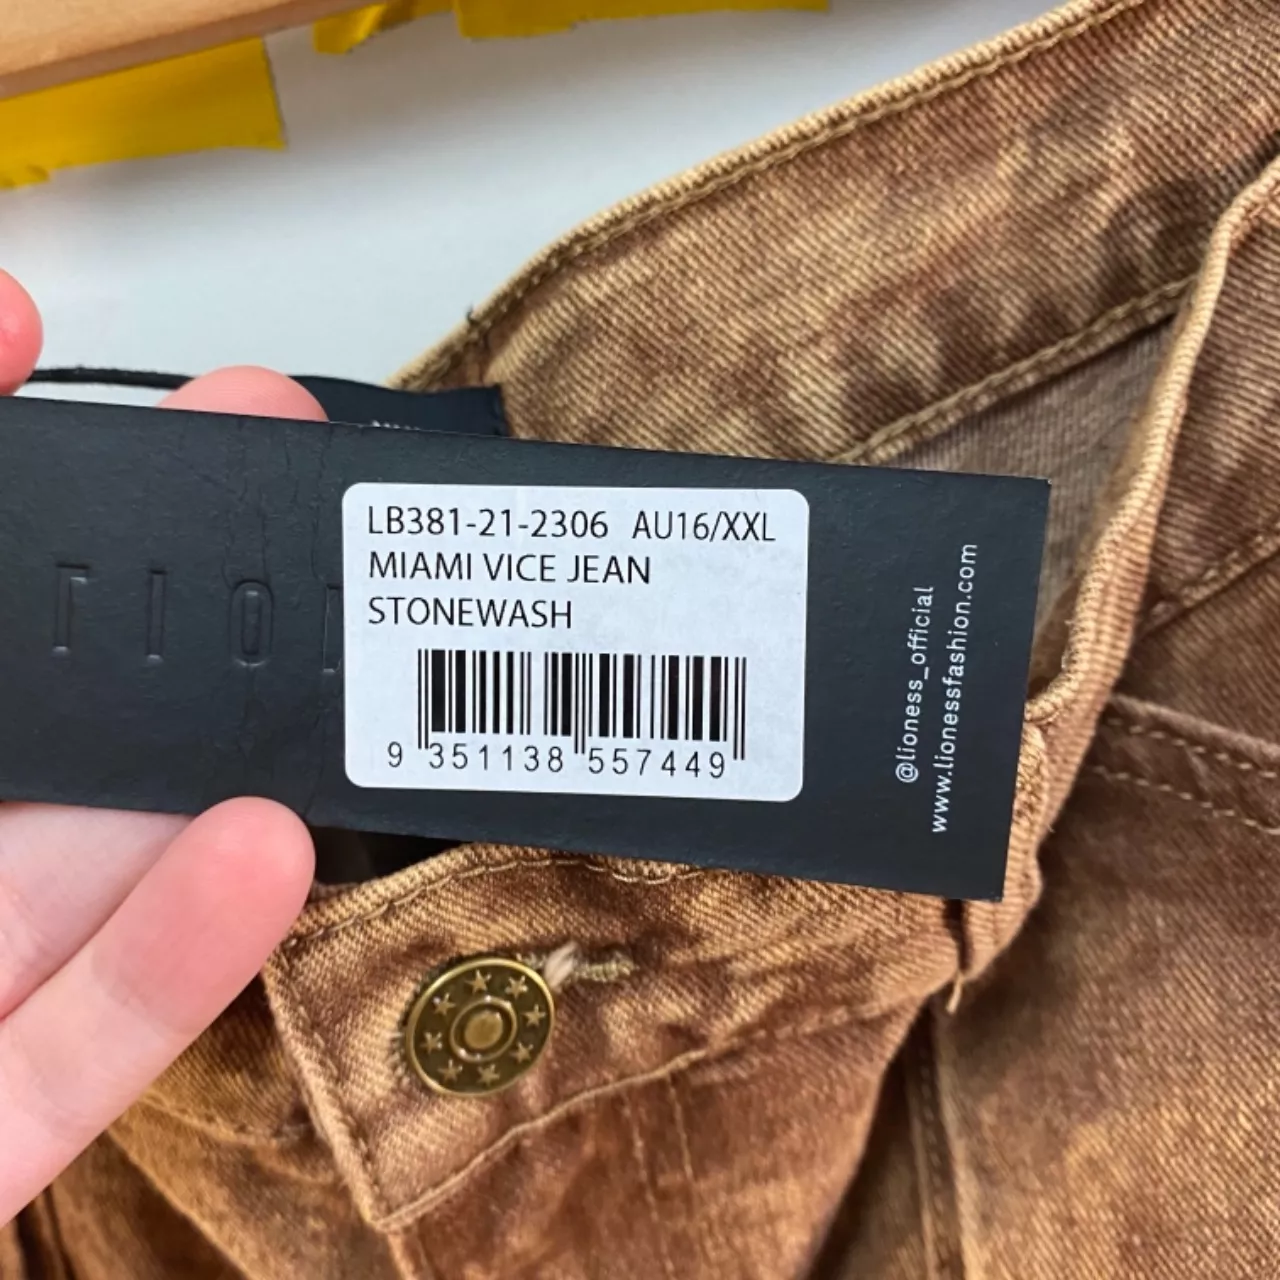 LB381-21-2306 AU16/XXL
MIAMI VICE JEAN
STONEWASH
9 351138 557449
@lioness_official
www.lionessfashion.com